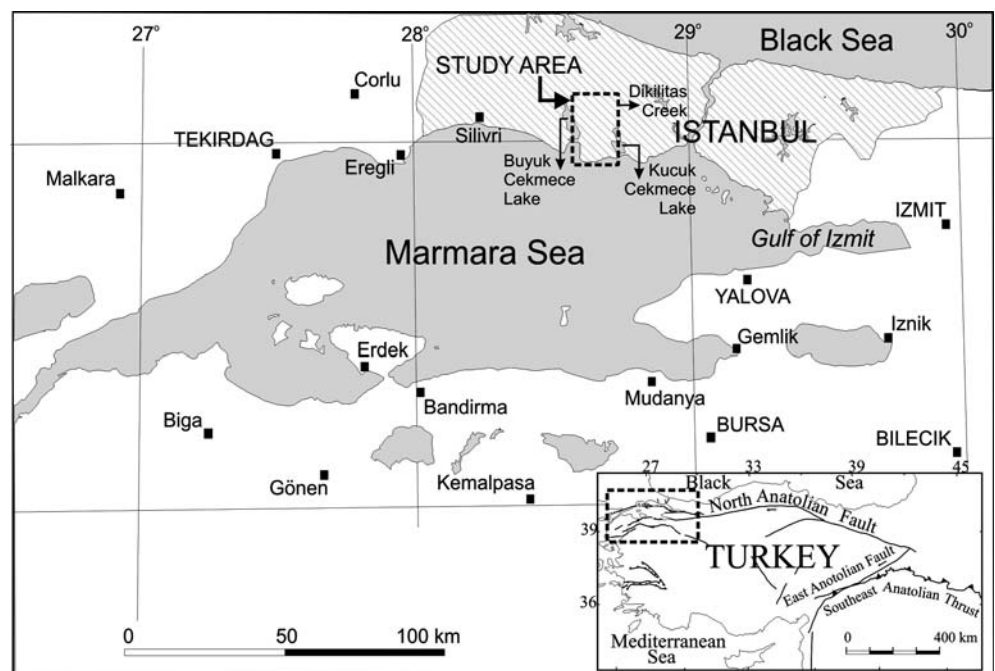 27°
28°
29°
30°
Black Sea
STUDY AREA
Corlu
Dikilitas
Creek
Silivri
ISTANBUL
TEKIRDAG
Eregli
Buyuk
Cekmece
Lake
Kucuk
Cekmece
Lake
Malkara
IZMIT
Gulf of Izmit
Marmara Sea
YALOVA
Iznik
Gemlik
Erdek
Mudanya
Bandirma
Biga
BURSA
BILECIK
Gönen
Kemalpasa
27
33
39
45
Black
Sea
North Anatolian Fault
39
TURKEY
East Anotolian Fault
36
Southeast Anatolian Thrust
Mediterranean
Sea
0 400 km
0 50 100 km